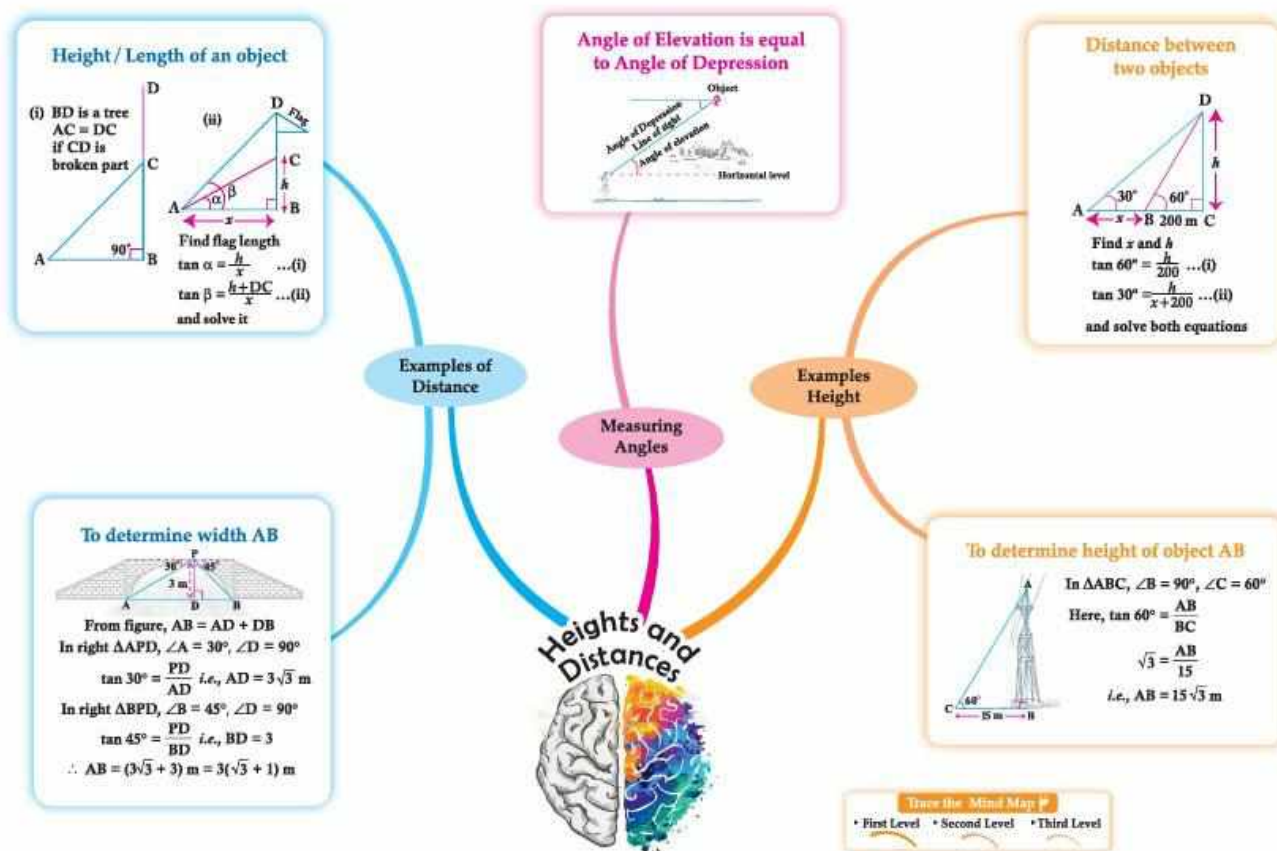 Height / Length of an object
(i) BD is a tree
AC = DC
if CD is
broken part
D
C
90°
A
B
(ii)
D
Flag
C
h
β
α
A
B
x
Find flag length
tan α = h/x ...(i)
tan β = h+DC/x ...(ii)
and solve it
Angle of Elevation is equal
to Angle of Depression
Object
Angle of Depression
Line of sight
Angle of elevation
Horizontal level
Distance between
two objects
D
h
30°
60°
A
x
B
200 m
C
Find x and h
tan 60° = h/200 ...(i)
tan 30° = h/x+200 ...(ii)
and solve both equations
Examples of
Distance
Measuring
Angles
Examples
Height
To determine width AB
P
30°
45°
3 m
A
D
B
From figure, AB = AD + DB
In right ΔAPD, ∠A = 30°, ∠D = 90°
tan 30° = PD/AD i.e., AD = 3√3 m
In right ΔBPD, ∠B = 45°, ∠D = 90°
tan 45° = PD/BD i.e., BD = 3
∴ AB = (3√3 + 3) m = 3(√3 + 1) m
Heights and
Distances
To determine height of object AB
A
60°
C
15 m
B
In ΔABC, ∠B = 90°, ∠C = 60°
Here, tan 60° = AB/BC
√3 = AB/15
i.e., AB = 15√3 m
Trace the Mind Map
• First Level • Second Level • Third Level